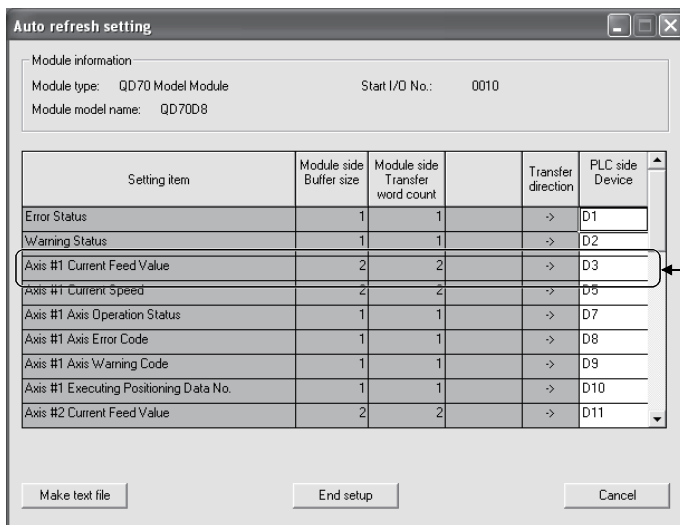 Auto refresh setting
Module information
Module type: QD70 Model Module Start I/O No.: 0010
Module model name: QD70D8
Setting item Module side Buffer size Module side Transfer word count Transfer direction PLC side Device
Error Status 1 1 -> D1
Warning Status 1 1 -> D2
Axis #1 Current Feed Value 2 2 -> D3
Axis #1 Current Speed 2 2 -> D5
Axis #1 Axis Operation Status 1 1 -> D7
Axis #1 Axis Error Code 1 1 -> D8
Axis #1 Axis Warning Code 1 1 -> D9
Axis #1 Executing Positioning Data No. 1 1 -> D10
Axis #2 Current Feed Value 2 2 -> D11
Make text file End setup Cancel